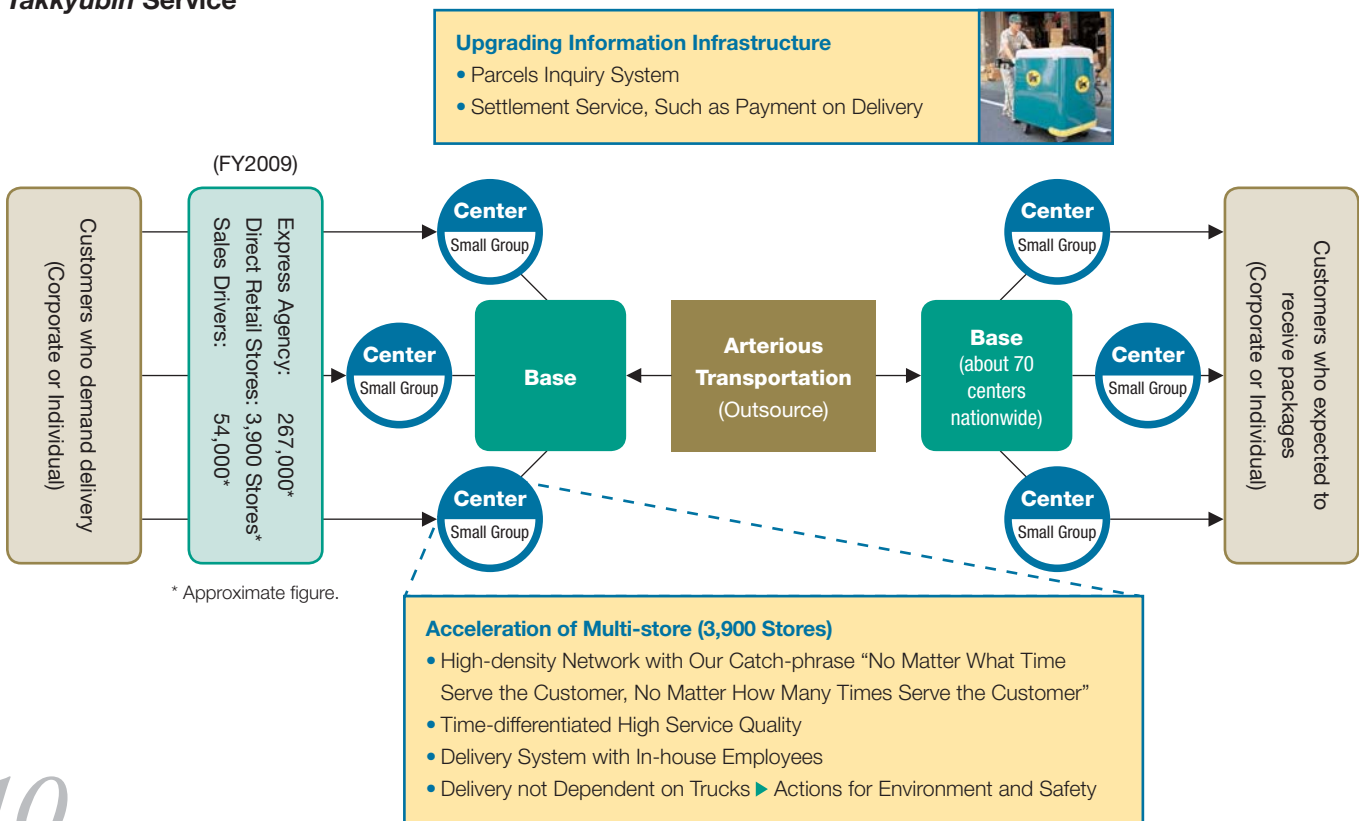 Takkyubin Service
Upgrading Information Infrastructure
• Parcels Inquiry System
• Settlement Service, Such as Payment on Delivery
(FY2009)
Customers who demand delivery
(Corporate or Individual)
Express Agency: 267,000*
Direct Retail Stores: 3,900 Stores*
Sales Drivers: 54,000*
* Approximate figure.
Center
Small Group
Center
Small Group
Center
Small Group
Base
Arterious
Transportation
(Outsource)
Base
(about 70
centers
nationwide)
Center
Small Group
Center
Small Group
Center
Small Group
Customers who expected to
receive packages
(Corporate or Individual)
Acceleration of Multi-store (3,900 Stores)
• High-density Network with Our Catch-phrase “No Matter What Time
Serve the Customer, No Matter How Many Times Serve the Customer”
• Time-differentiated High Service Quality
• Delivery System with In-house Employees
• Delivery not Dependent on Trucks ▶ Actions for Environment and Safety
10